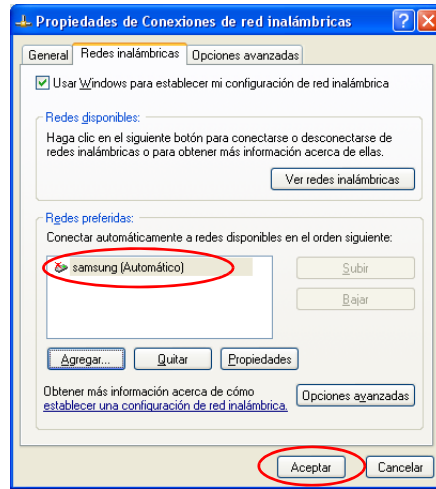 Propiedades de Conexiones de red inalámbricas
General Redes inalámbricas Opciones avanzadas
Usar Windows para establecer mi configuración de red inalámbrica
Redes disponibles:
Haga clic en el siguiente botón para conectarse o desconectarse de
redes inalámbricas o para obtener más información acerca de ellas.
Ver redes inalámbricas
Redes preferidas:
Conectar automáticamente a redes disponibles en el orden siguiente:
samsung (Automático)
Subir
Bajar
Agregar... Quitar Propiedades
Obtener más información acerca de cómo
establecer una configuración de red inalámbrica.
Opciones avanzadas
Aceptar Cancelar